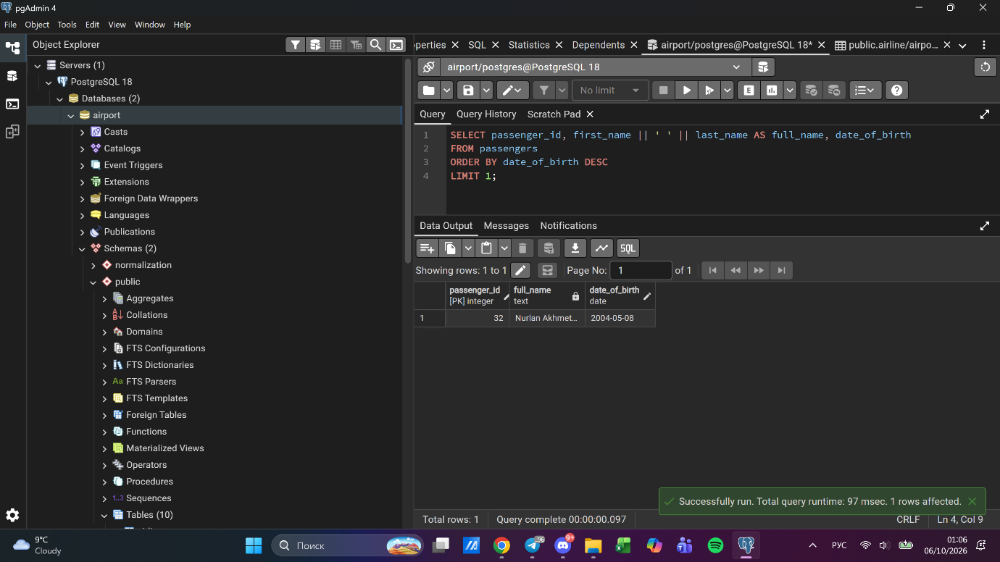 pgAdmin 4
File Object Tools Edit View Window Help
Object Explorer
Servers (1)
PostgreSQL 18
Databases (2)
airport
Casts
Catalogs
Event Triggers
Extensions
Foreign Data Wrappers
Languages
Publications
Schemas (2)
normalization
public
Aggregates
Collations
Domains
FTS Configurations
FTS Dictionaries
Aa FTS Parsers
FTS Templates
Foreign Tables
Functions
Materialized Views
Operators
Procedures
1..3 Sequences
Tables (10)
operties SQL Statistics Dependents airport/postgres@PostgreSQL 18* public.airline/airpo...
airport/postgres@PostgreSQL 18
No limit E
Query Query History Scratch Pad
1 SELECT passenger_id, first_name || ' ' || last_name AS full_name, date_of_birth
2 FROM passengers
3 ORDER BY date_of_birth DESC
4 LIMIT 1;
Data Output Messages Notifications
SQL
Showing rows: 1 to 1 Page No: 1 of 1
passenger_id full_name date_of_birth
[PK] integer text date
1 32 Nurlan Akhmet... 2004-05-08
Successfully run. Total query runtime: 97 msec. 1 rows affected.
Total rows: 1 Query complete 00:00:00.097 CRLF Ln 4, Col 9
9°C
Cloudy
Поиск
96
9+
РУС
01:06
06/10/2026